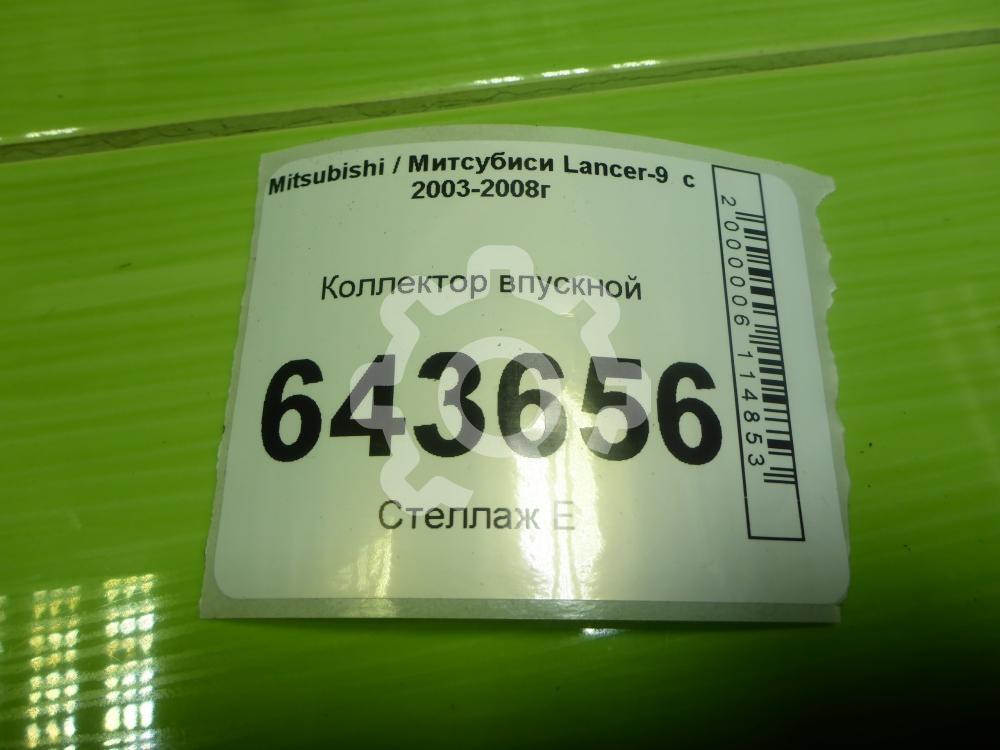 Mitsubishi / Митсубиси Lancer-9 с
2003-2008г
Коллектор впускной
643656
Стеллаж Е
2000006114853